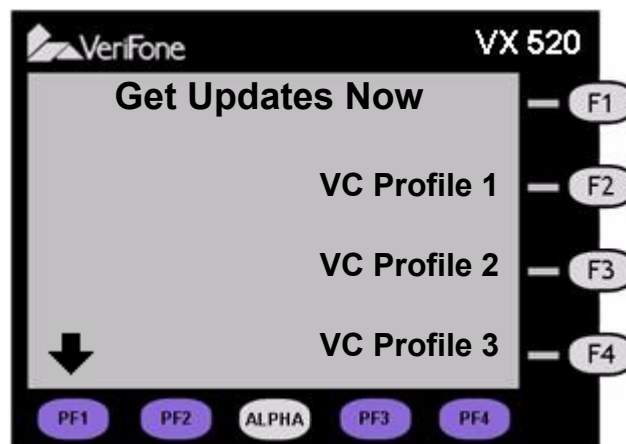 VeriFone VX 520
Get Updates Now F1
VC Profile 1 F2
VC Profile 2 F3
VC Profile 3 F4
PF1 PF2 ALPHA PF3 PF4